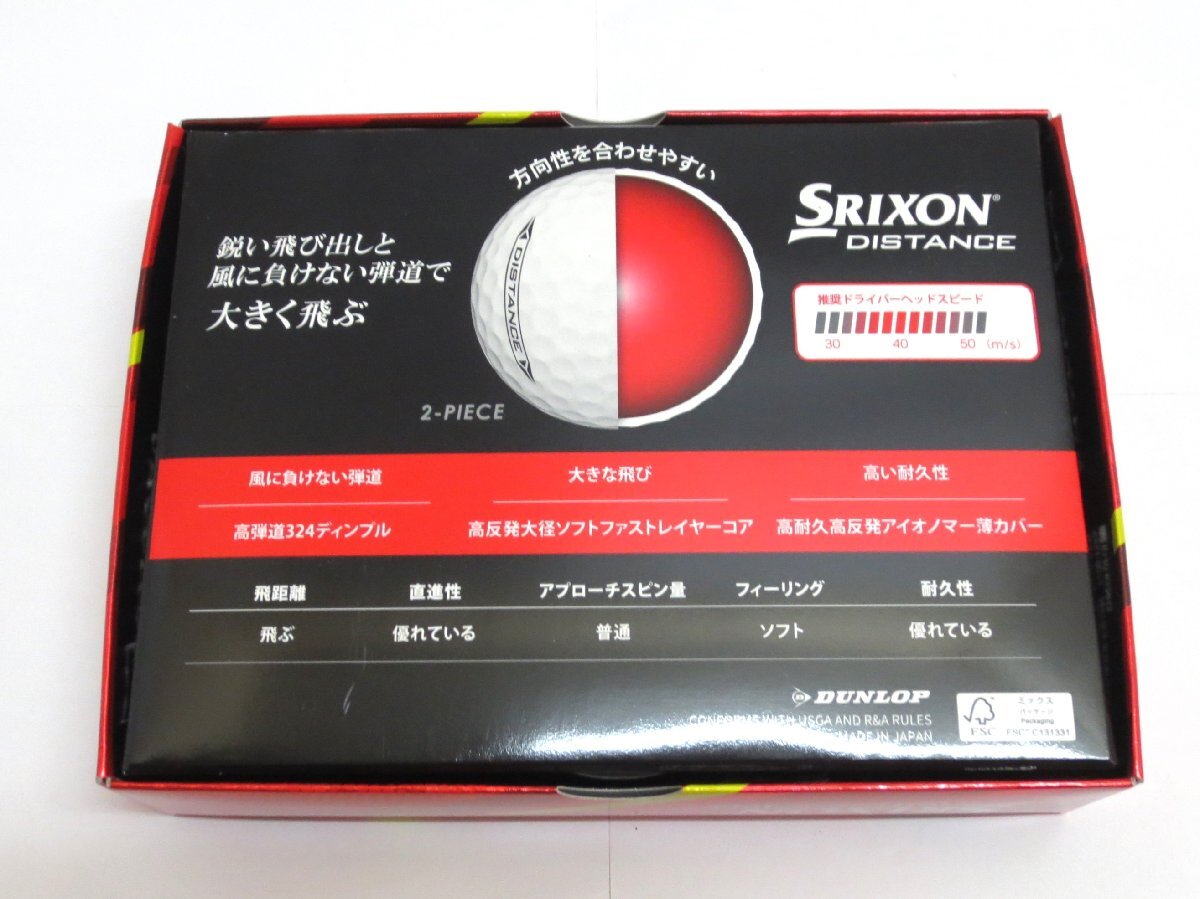 方向性を合わせやすい
鋭い飛び出しと
風に負けない弾道で
大きく飛ぶ
DISTANCE
2-PIECE
SRIXON®
DISTANCE
推奨ドライバーヘッドスピード
30 40 50 (m/s)
風に負けない弾道 大きな飛び 高い耐久性
高弾道324ディンプル 高反発大径ソフトファストレイヤーコア 高耐久高反発アイオノマー薄カバー
飛距離 直進性 アプローチスピン量 フィーリング 耐久性
飛ぶ 優れている 普通 ソフト 優れている
DUNLOP
CONFORMS WITH USGA AND R&A RULES
MADE IN JAPAN
FSC
ミックス
パッケージ
Packaging
FSC® C131331